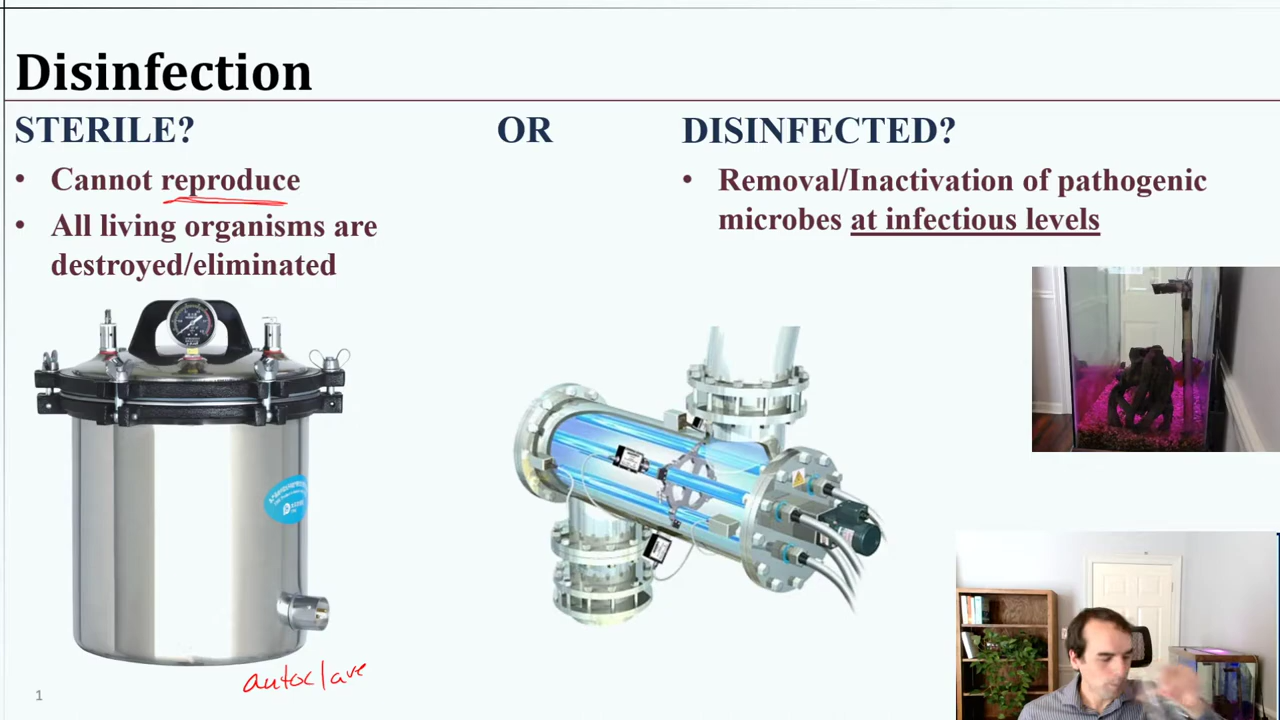 Disinfection
STERILE?
OR
DISINFECTED?
• Cannot reproduce
• All living organisms are
destroyed/eliminated
• Removal/Inactivation of pathogenic
microbes at infectious levels
autoclave
1